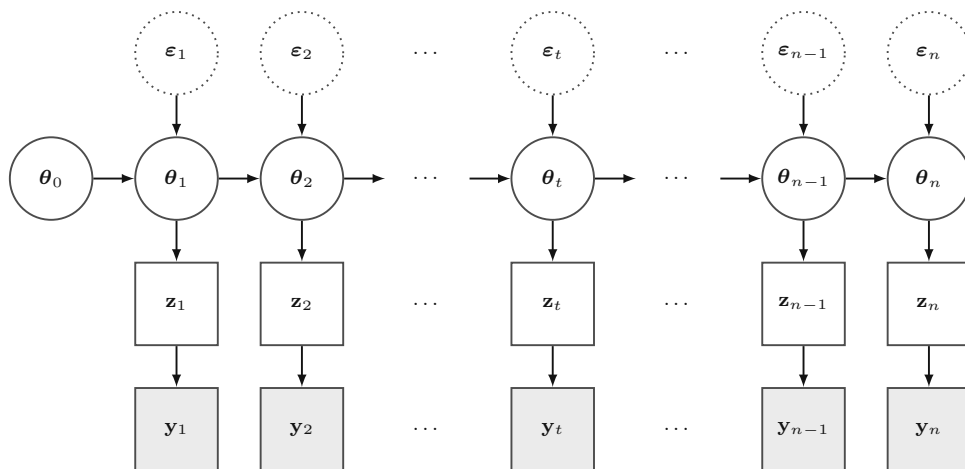 ε₁ ε₂ ⋯ εₜ ⋯ εₙ₋₁ εₙ
θ₀ θ₁ θ₂ ⋯ θₜ ⋯ θₙ₋₁ θₙ
z₁ z₂ ⋯ zₜ ⋯ zₙ₋₁ zₙ
y₁ y₂ ⋯ yₜ ⋯ yₙ₋₁ yₙ